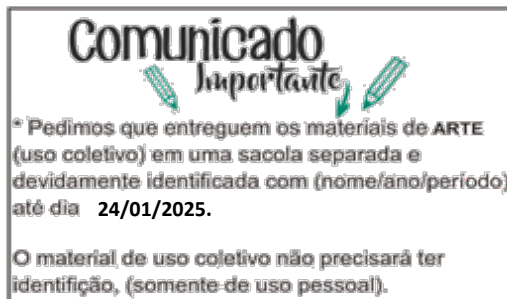 Comunicado
Importante
* Pedimos que entreguem os materiais de ARTE
(uso coletivo) em uma sacola separada e
devidamente identificada com (nome/ano/período)
até dia 24/01/2025.
O material de uso coletivo não precisará ter
identifição, (somente de uso pessoal).